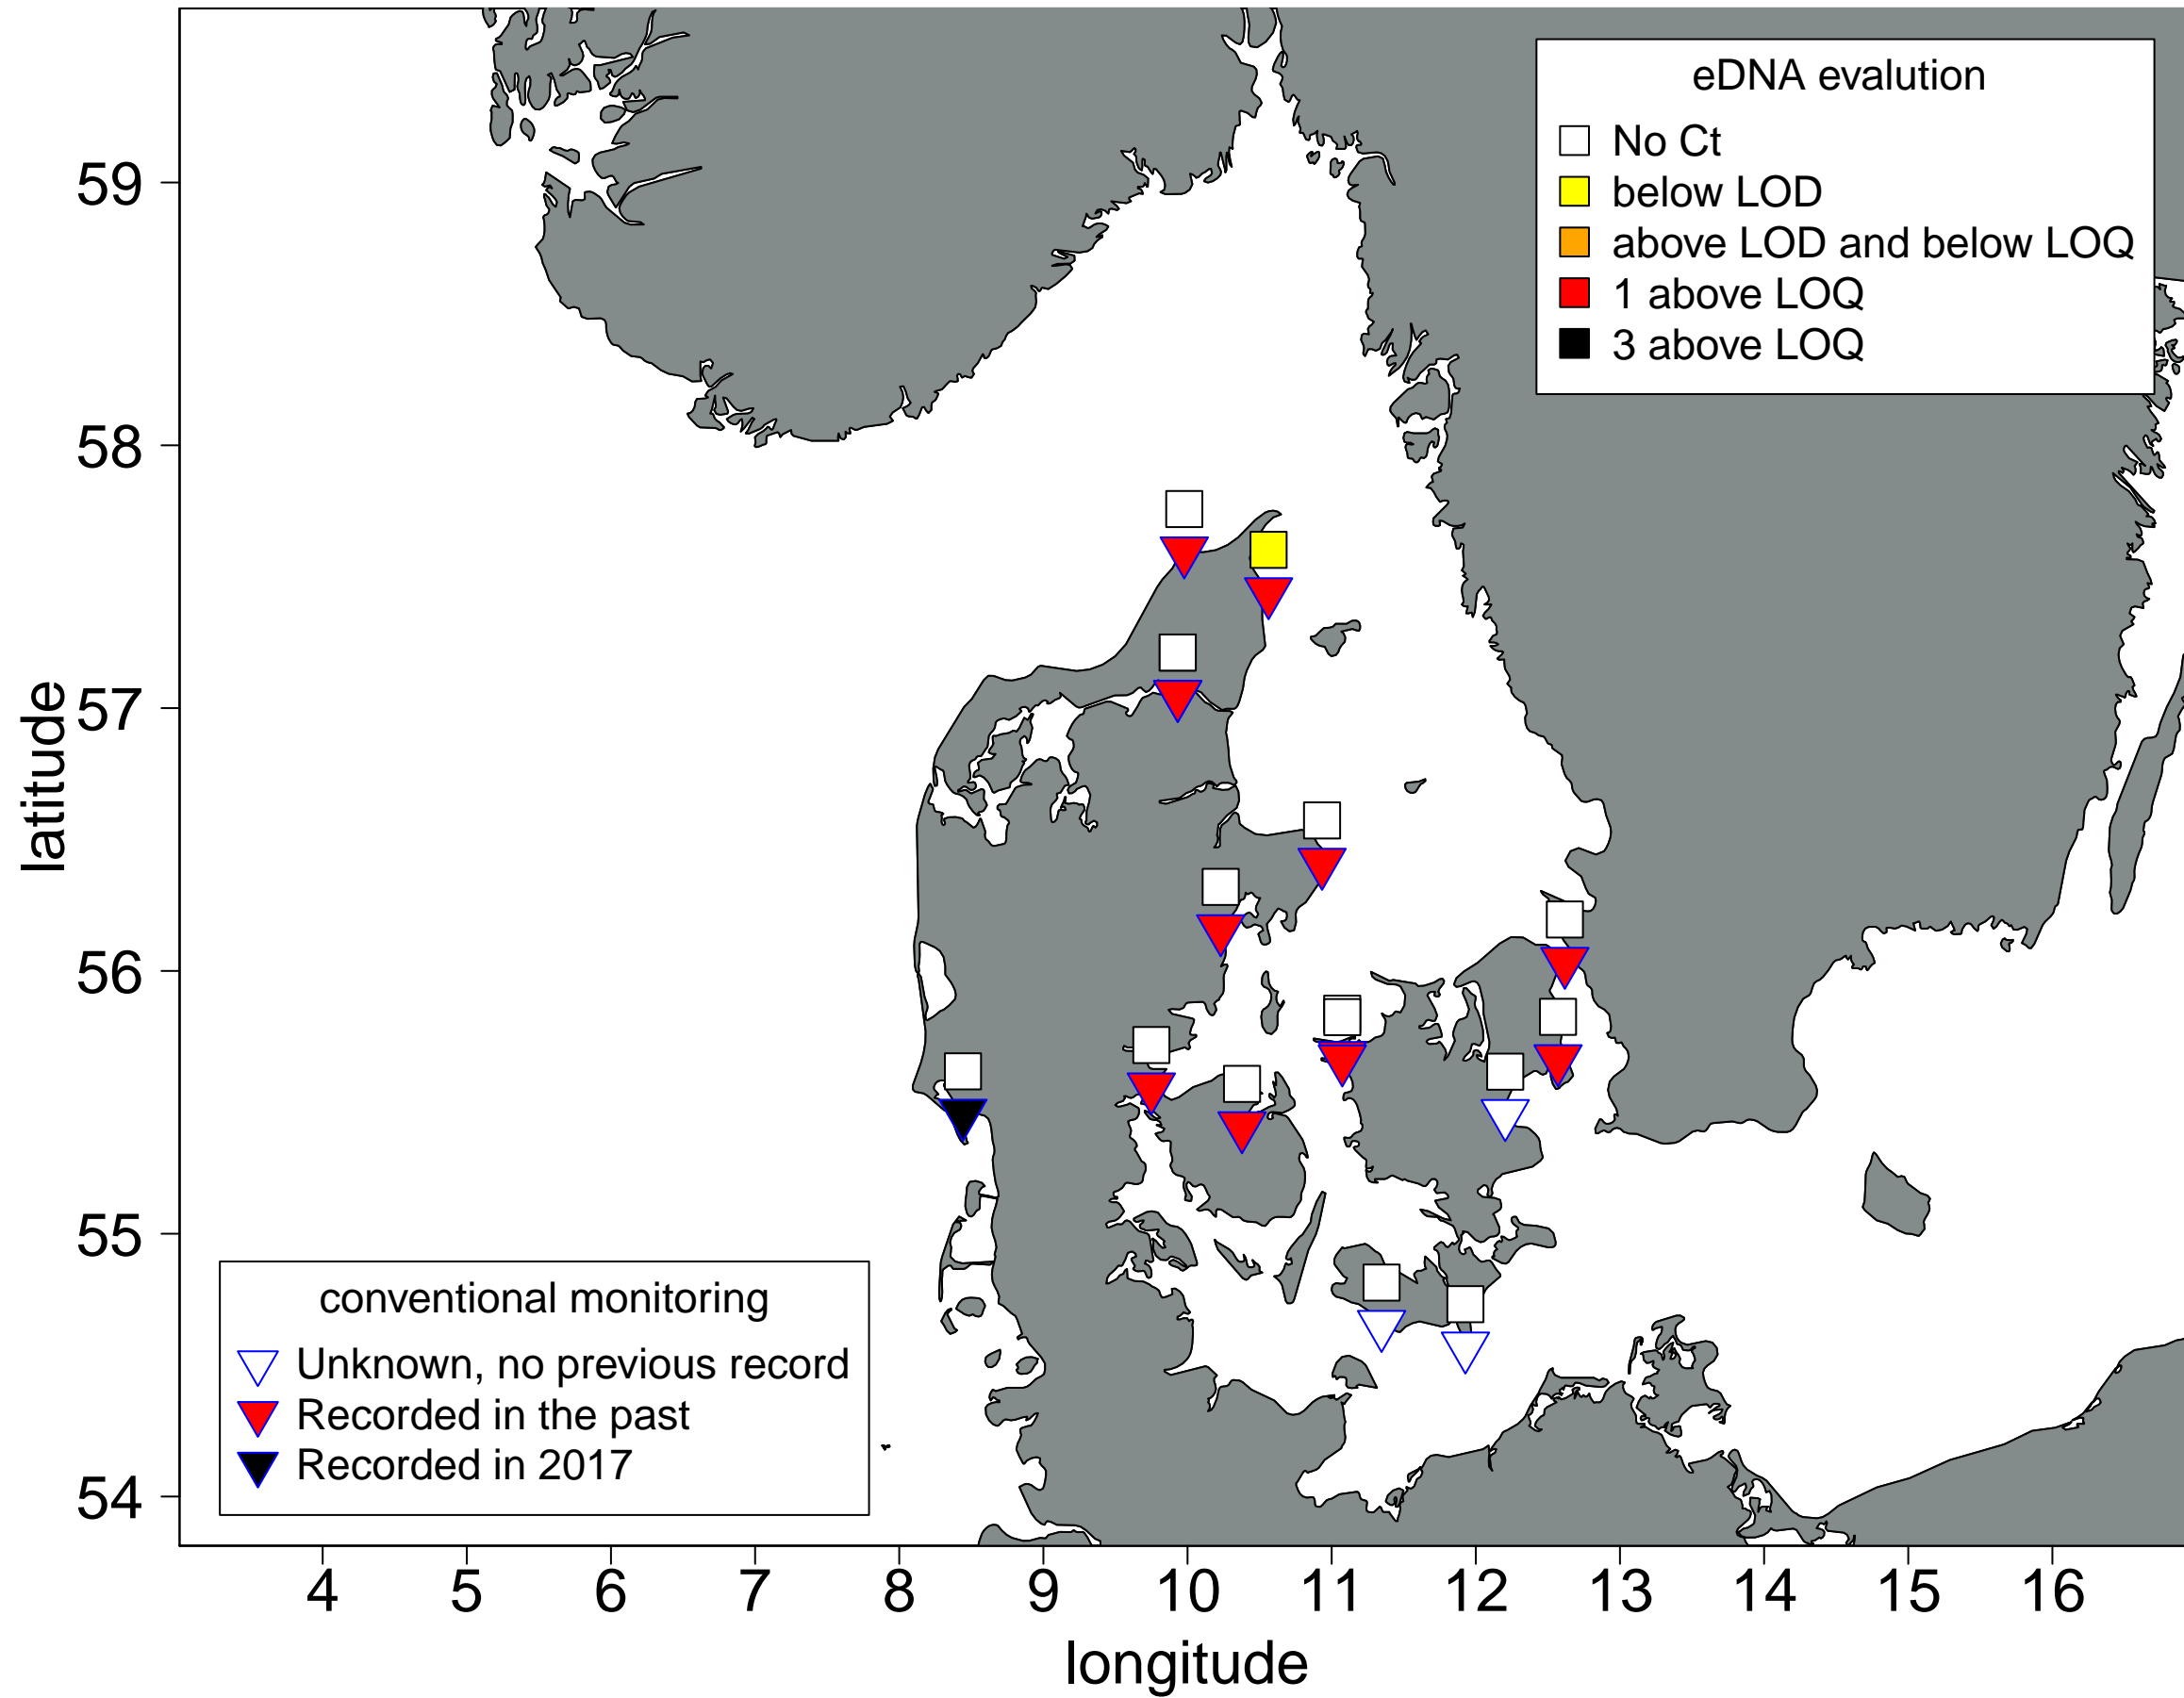 eDNA evalution
No Ct
below LOD
above LOD and below LOQ
1 above LOQ
3 above LOQ
59
58
57
56
55
54
latitude
conventional monitoring
Unknown, no previous record
Recorded in the past
Recorded in 2017
4 5 6 7 8 9 10 11 12 13 14 15 16
longitude